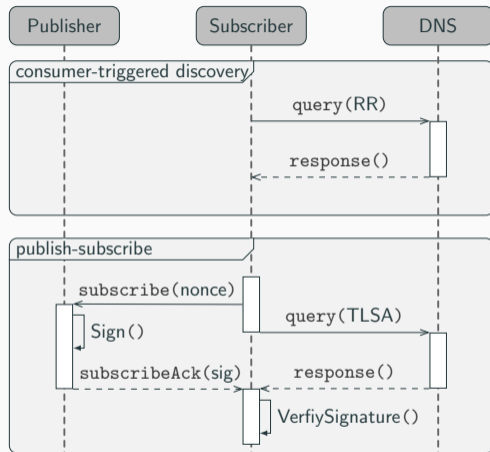 Publisher
Subscriber
DNS
consumer-triggered discovery
query(RR)
response()
publish-subscribe
subscribe(nonce)
query(TLSA)
Sign()
subscribeAck(sig)
response()
VerfiySignature()